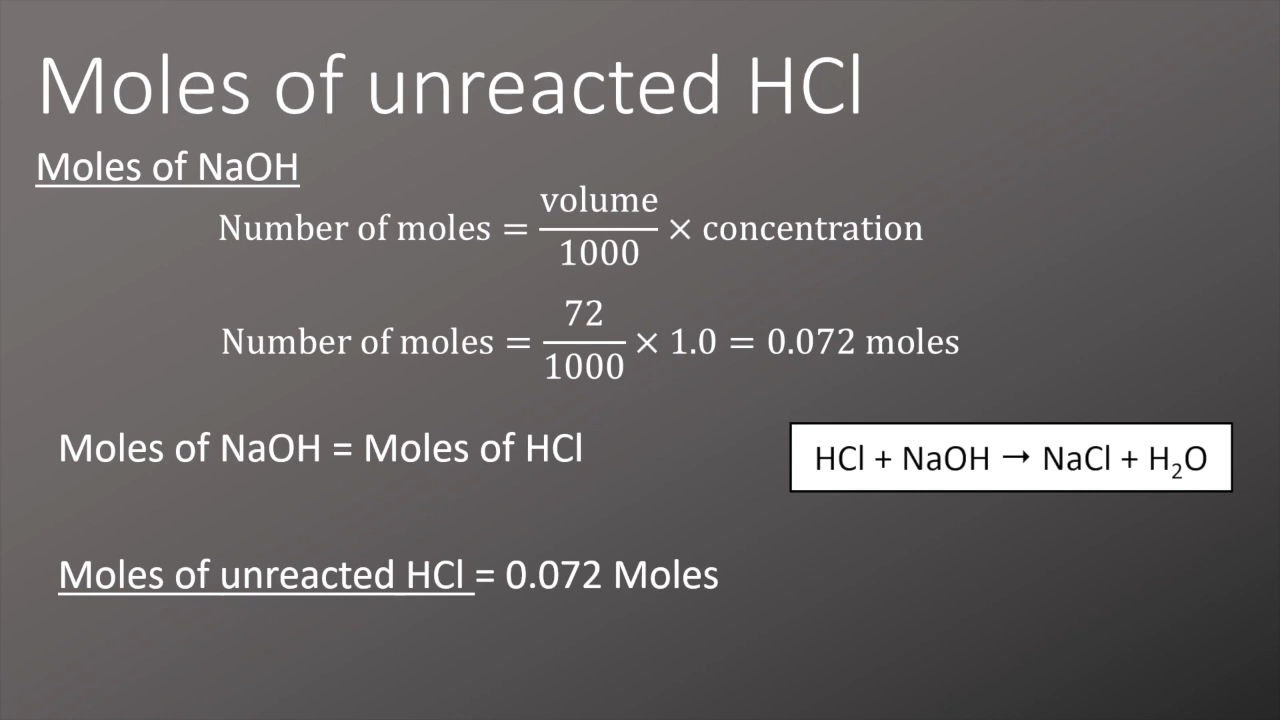 Moles of unreacted HCl
Moles of NaOH
Number of moles = volume/1000 × concentration
Number of moles = 72/1000 × 1.0 = 0.072 moles
Moles of NaOH = Moles of HCl
HCl + NaOH → NaCl + H₂O
Moles of unreacted HCl = 0.072 Moles